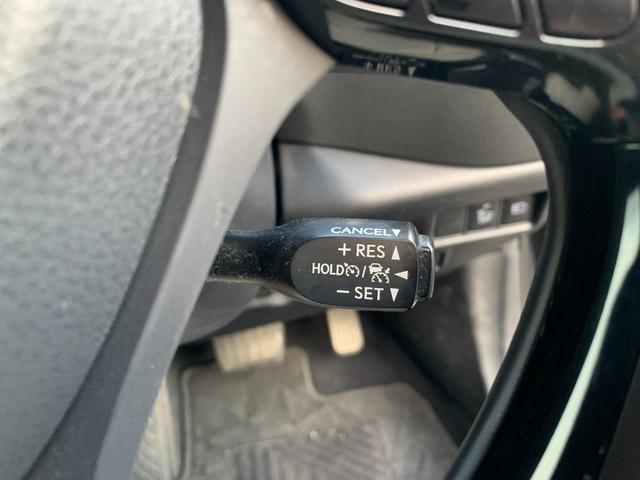 CANCEL▼
+ RES ▲
HOLD / ◀
− SET ▼